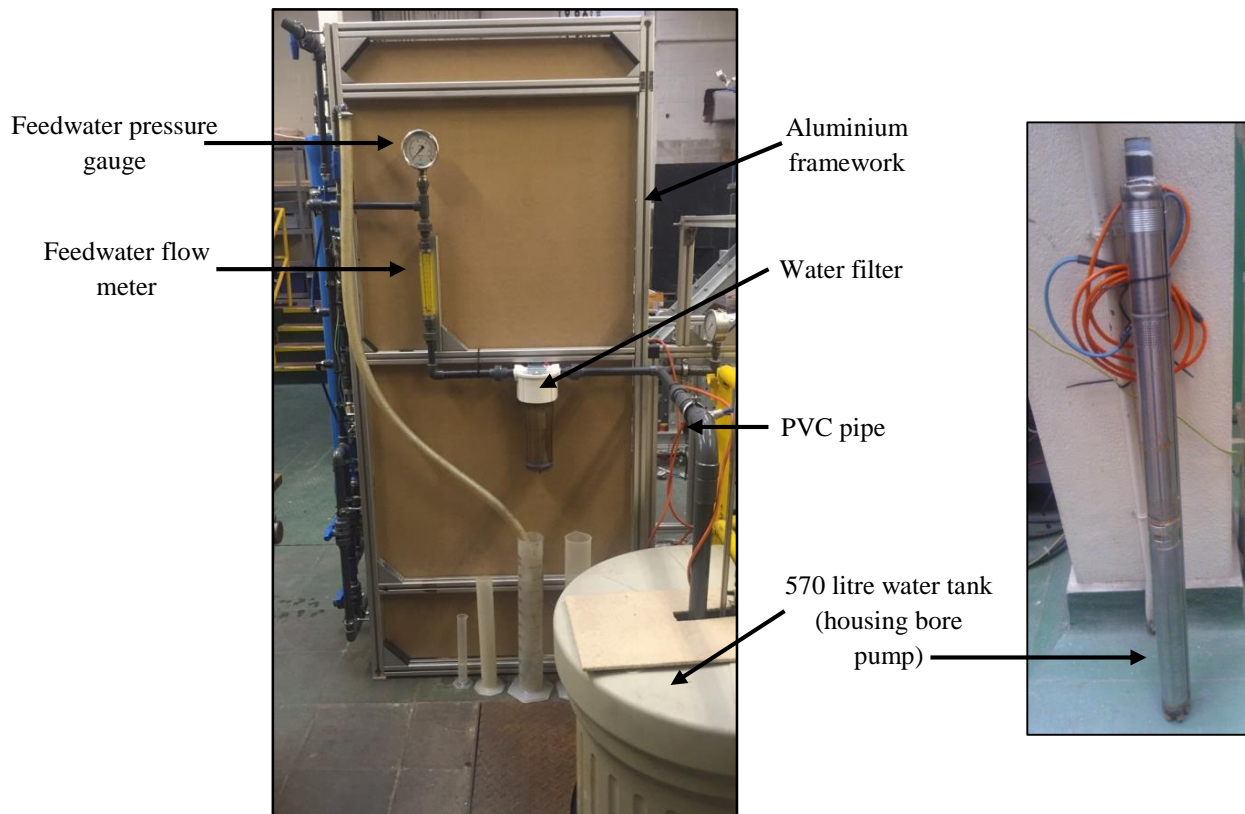 Feedwater pressure
gauge
Feedwater flow
meter
Aluminium
framework
Water filter
PVC pipe
570 litre water tank
(housing bore
pump)